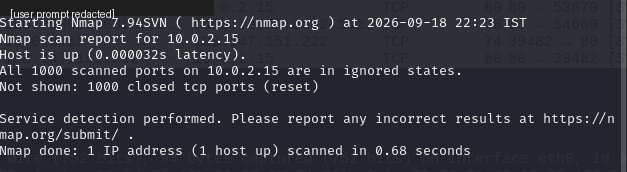 [user prompt redacted]
Starting Nmap 7.94SVN ( https://nmap.org ) at 2026-09-18 22:23 IST
Nmap scan report for 10.0.2.15
Host is up (0.000032s latency).
All 1000 scanned ports on 10.0.2.15 are in ignored states.
Not shown: 1000 closed tcp ports (reset)
Service detection performed. Please report any incorrect results at https://n
map.org/submit/ .
Nmap done: 1 IP address (1 host up) scanned in 0.68 seconds